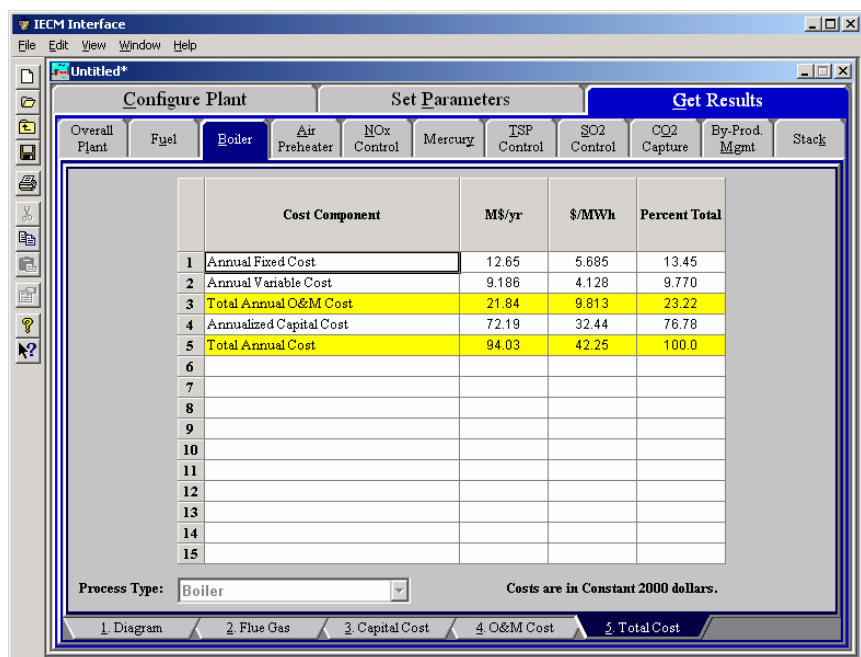 IECM Interface
File Edit View Window Help
Untitled*
Configure Plant Set Parameters Get Results
Overall Plant Fuel Boiler Air Preheater NOx Control Mercury TSP Control SO2 Control CO2 Capture By-Prod. Mgmt Stack
Cost Component M$/yr $/MWh Percent Total
1 Annual Fixed Cost 12.65 5.685 13.45
2 Annual Variable Cost 9.186 4.128 9.770
3 Total Annual O&M Cost 21.84 9.813 23.22
4 Annualized Capital Cost 72.19 32.44 76.78
5 Total Annual Cost 94.03 42.25 100.0
6
7
8
9
10
11
12
13
14
15
Process Type: Boiler Costs are in Constant 2000 dollars.
1. Diagram 2. Flue Gas 3. Capital Cost 4. O&M Cost 5. Total Cost